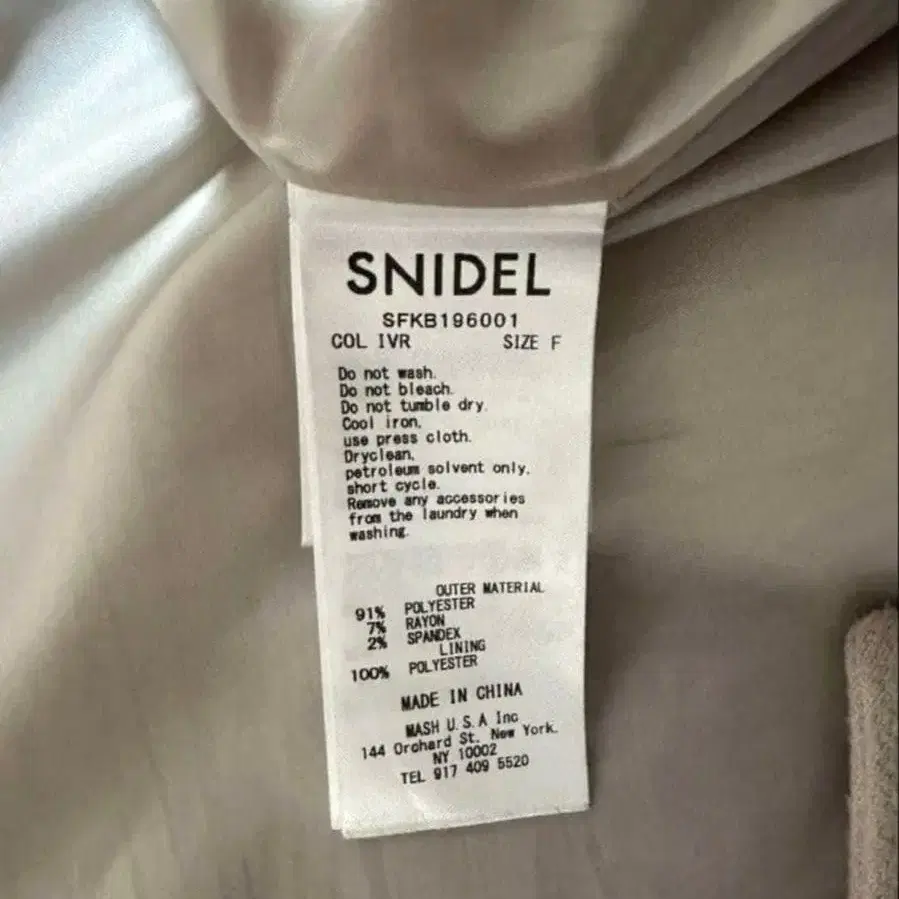 SNIDEL
SFKB196001
COL IVR SIZE F
Do not wash.
Do not bleach.
Do not tumble dry.
Cool iron,
use press cloth.
Dryclean,
petroleum solvent only,
short cycle.
Remove any accessories
from the laundry when
washing.
OUTER MATERIAL
91% POLYESTER
7% RAYON
2% SPANDEX
LINING
100% POLYESTER
MADE IN CHINA
MASH U.S.A Inc
144 Orchard St. New York.
NY 10002
TEL 917 409 5520